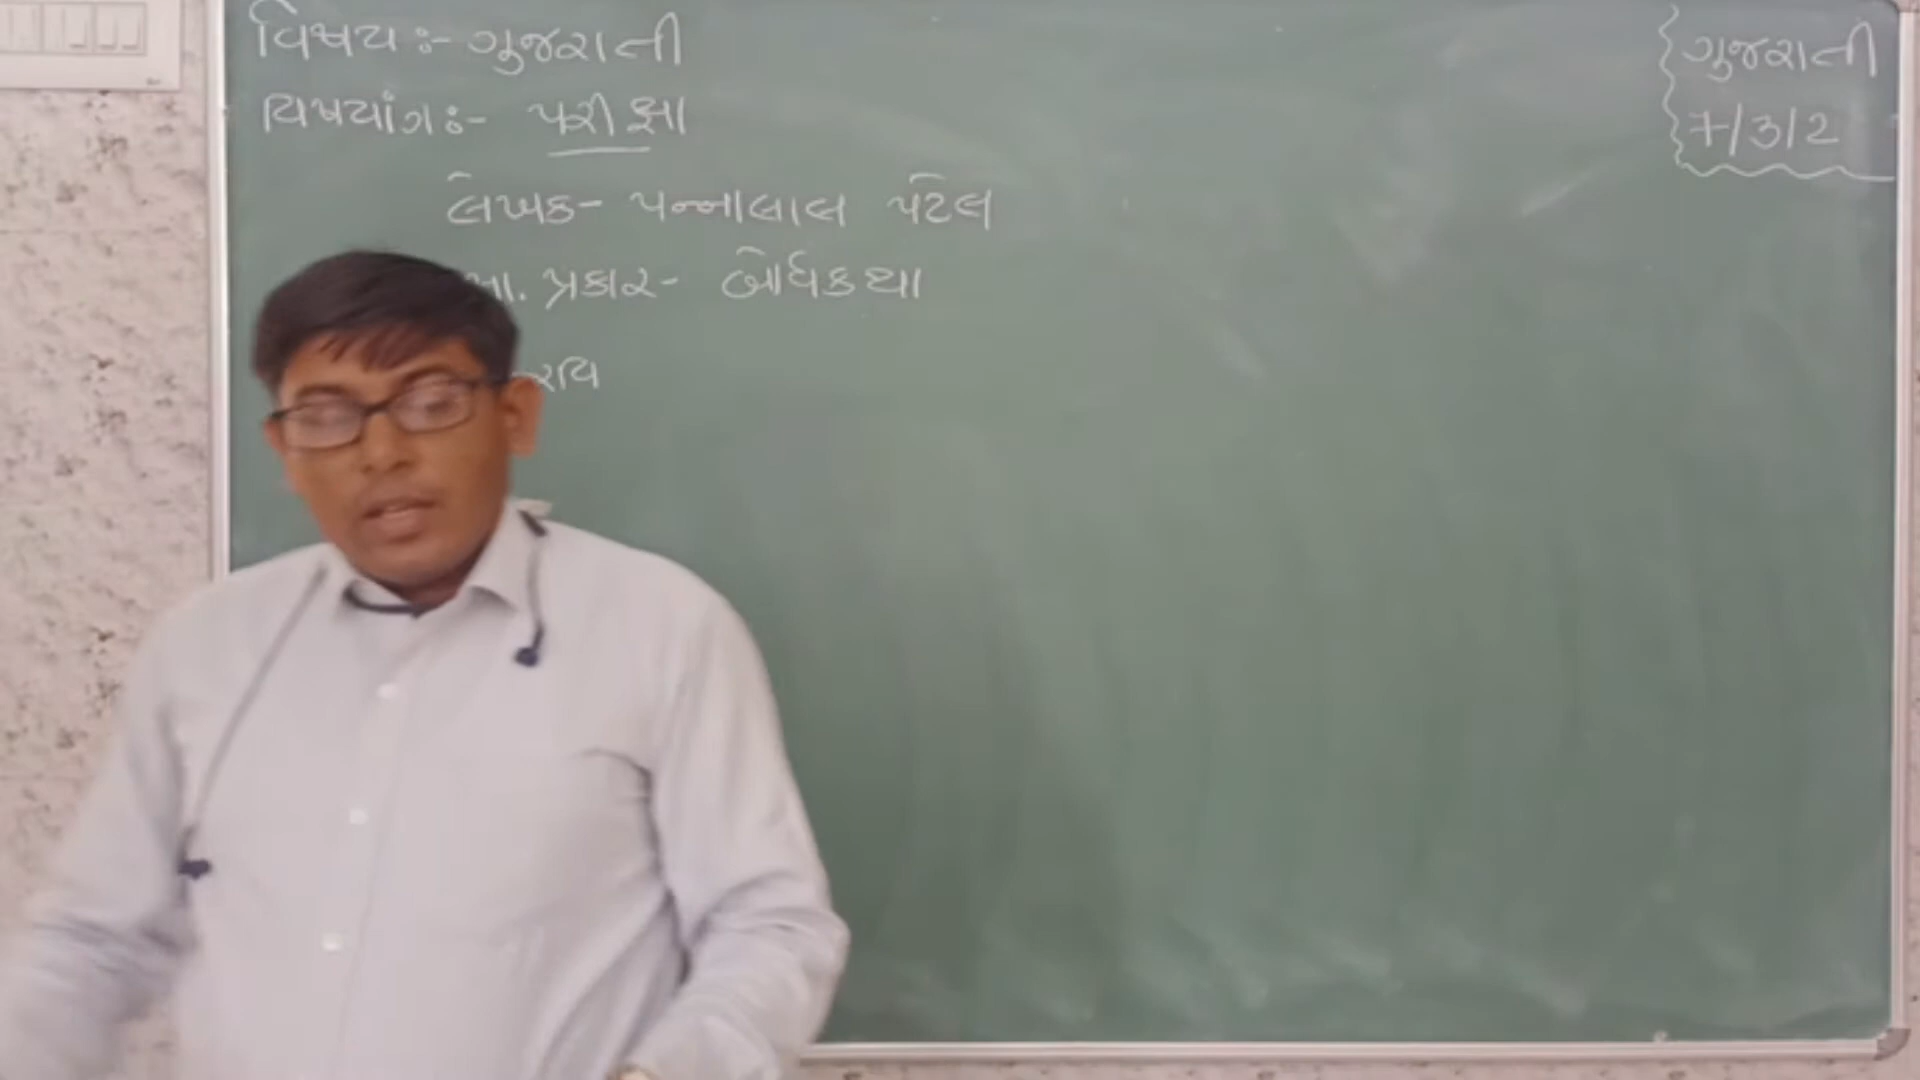 વિષય :- ગુજરાતી
વિષયાંગ :- પરીક્ષા
લેખક - પન્નાલાલ પટેલ
સા. પ્રકાર - બોધકથા
ગુજરાતી
7/3/2